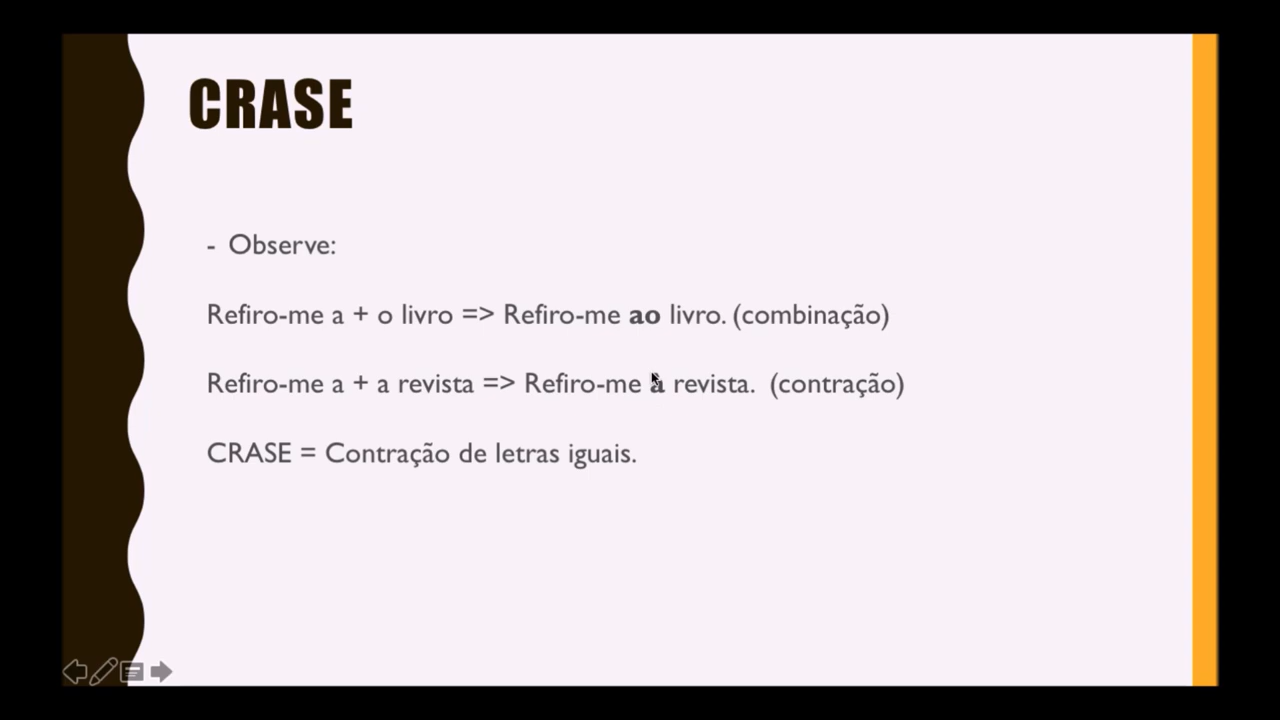 CRASE
- Observe:
Refiro-me a + o livro => Refiro-me ao livro. (combinação)
Refiro-me a + a revista => Refiro-me à revista. (contração)
CRASE = Contração de letras iguais.